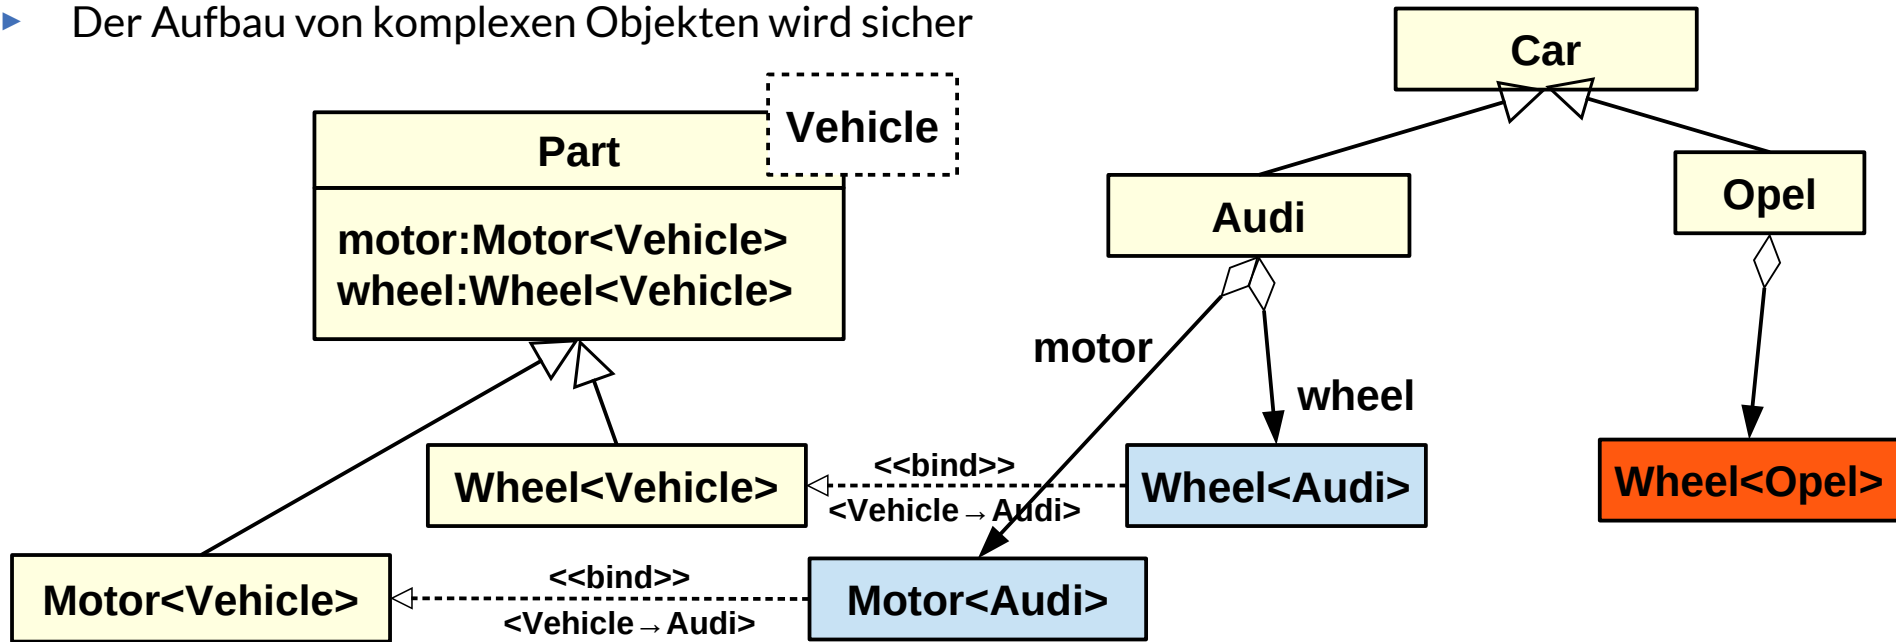 ▸ Der Aufbau von komplexen Objekten wird sicher
Car
Vehicle
Part
motor:Motor<Vehicle>
wheel:Wheel<Vehicle>
Audi
Opel
motor
wheel
Wheel<Vehicle>
<<bind>>
<Vehicle→Audi>
Wheel<Audi>
Wheel<Opel>
Motor<Vehicle>
<<bind>>
<Vehicle→Audi>
Motor<Audi>